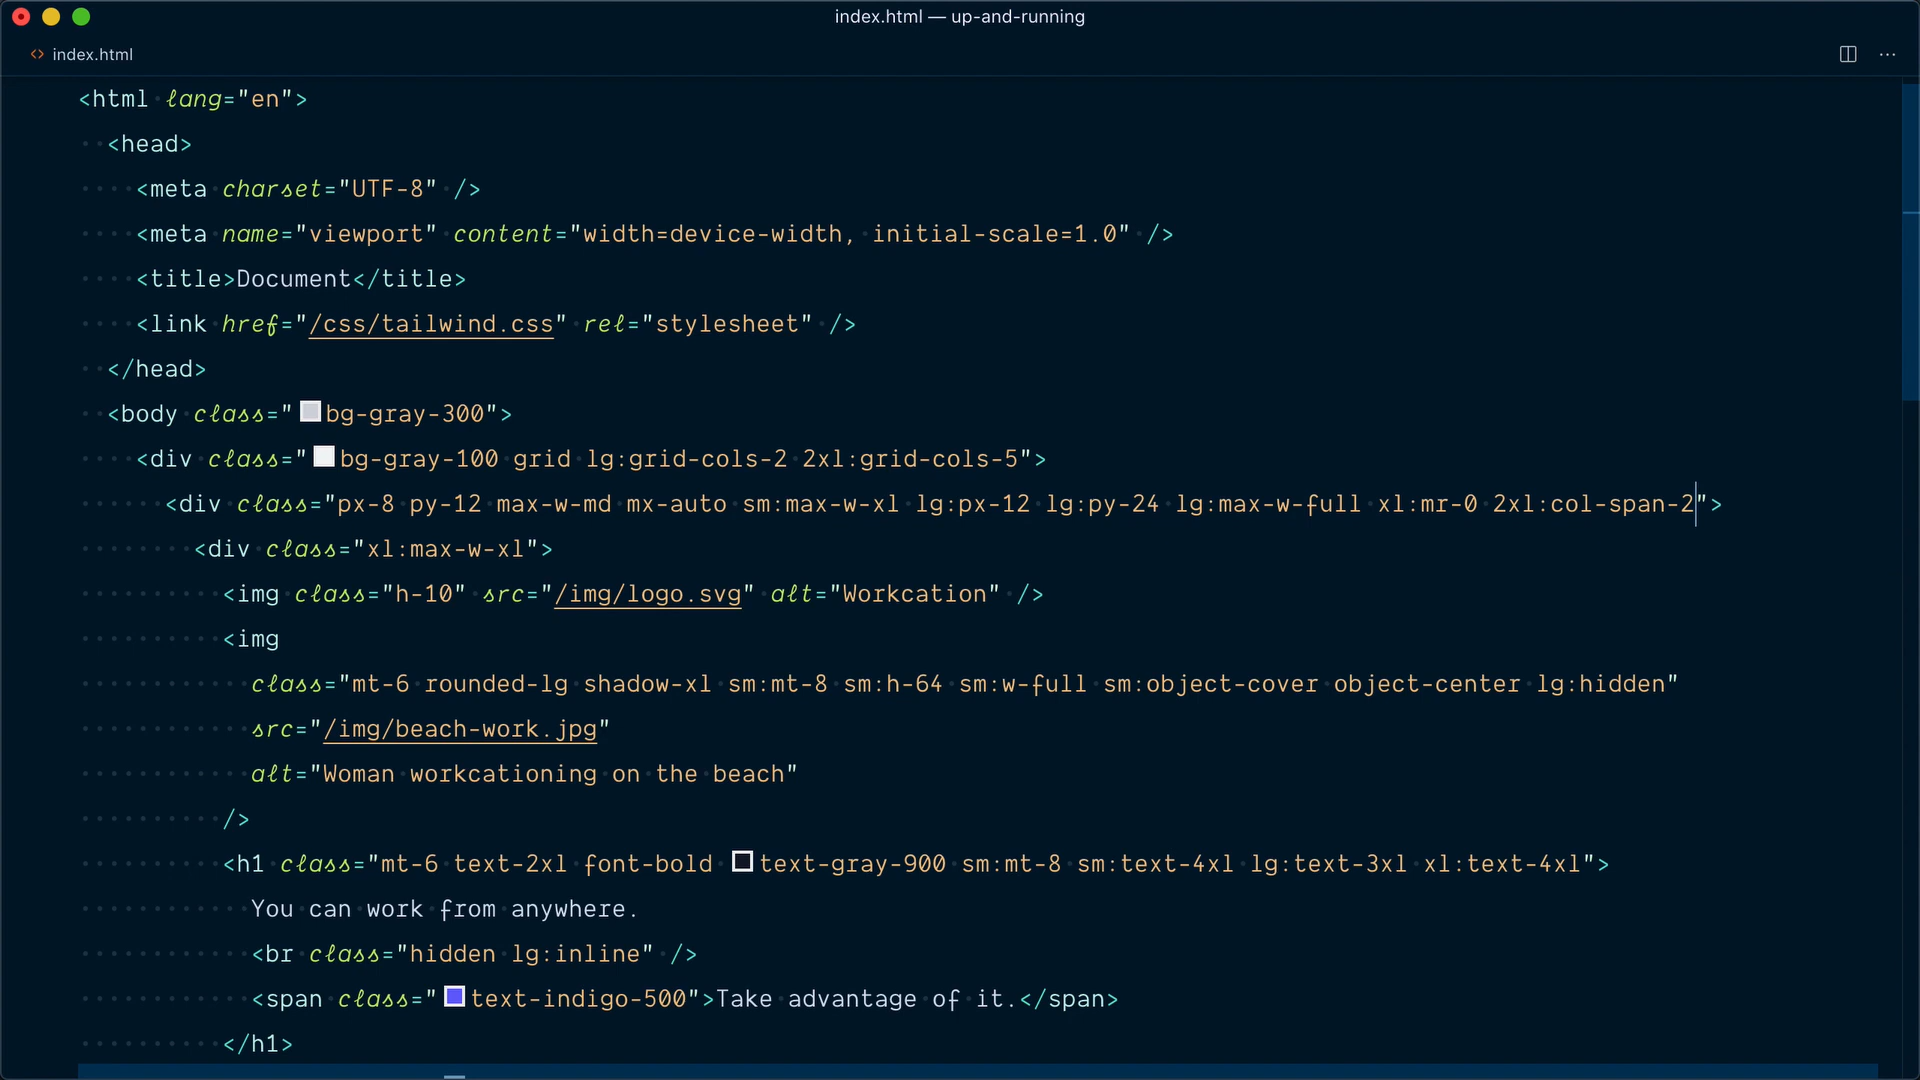 index.html — up-and-running
<> index.html
<html lang="en">
<head>
<meta charset="UTF-8" />
<meta name="viewport" content="width=device-width, initial-scale=1.0" />
<title>Document</title>
<link href="/css/tailwind.css" rel="stylesheet" />
</head>
<body class="bg-gray-300">
<div class="bg-gray-100 grid lg:grid-cols-2 2xl:grid-cols-5">
<div class="px-8 py-12 max-w-md mx-auto sm:max-w-xl lg:px-12 lg:py-24 lg:max-w-full xl:mr-0 2xl:col-span-2">
<div class="xl:max-w-xl">
<img class="h-10" src="/img/logo.svg" alt="Workcation" />
<img
class="mt-6 rounded-lg shadow-xl sm:mt-8 sm:h-64 sm:w-full sm:object-cover object-center lg:hidden"
src="/img/beach-work.jpg"
alt="Woman workcationing on the beach"
/>
<h1 class="mt-6 text-2xl font-bold text-gray-900 sm:mt-8 sm:text-4xl lg:text-3xl xl:text-4xl">
You can work from anywhere.
<br class="hidden lg:inline" />
<span class="text-indigo-500">Take advantage of it.</span>
</h1>